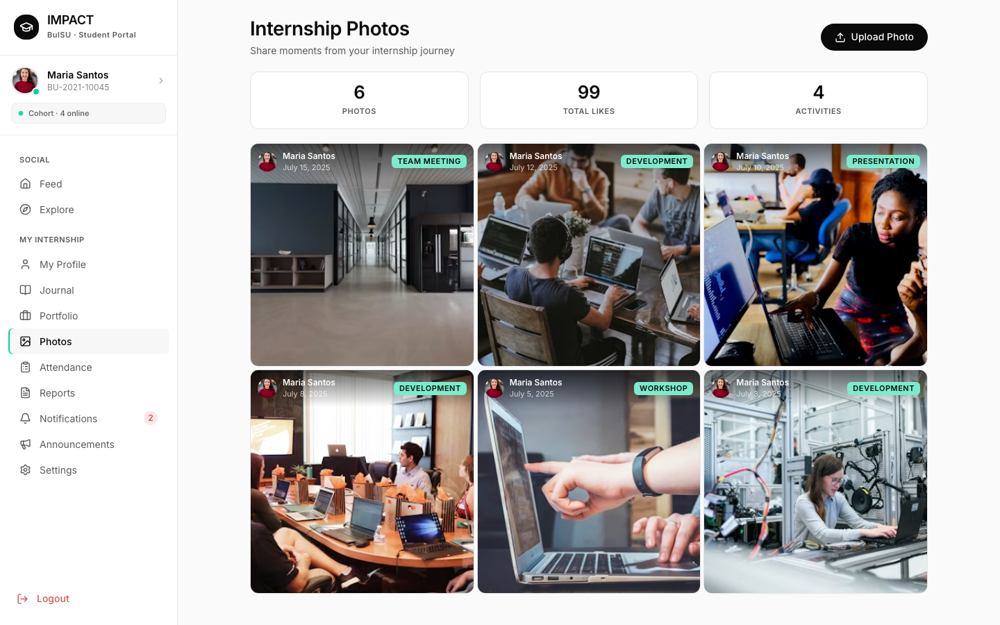 IMPACT
BulSU · Student Portal
Maria Santos
BU-2021-10045
Cohort · 4 online
SOCIAL
Feed
Explore
MY INTERNSHIP
My Profile
Journal
Portfolio
Photos
Attendance
Reports
Notifications 2
Announcements
Settings
Logout
Internship Photos
Share moments from your internship journey
Upload Photo
6
PHOTOS
99
TOTAL LIKES
4
ACTIVITIES
Maria Santos
July 15, 2025
TEAM MEETING
Maria Santos
July 12, 2025
DEVELOPMENT
Maria Santos
July 10, 2025
PRESENTATION
Maria Santos
July 8, 2025
DEVELOPMENT
Maria Santos
July 5, 2025
WORKSHOP
Maria Santos
July 3, 2025
DEVELOPMENT